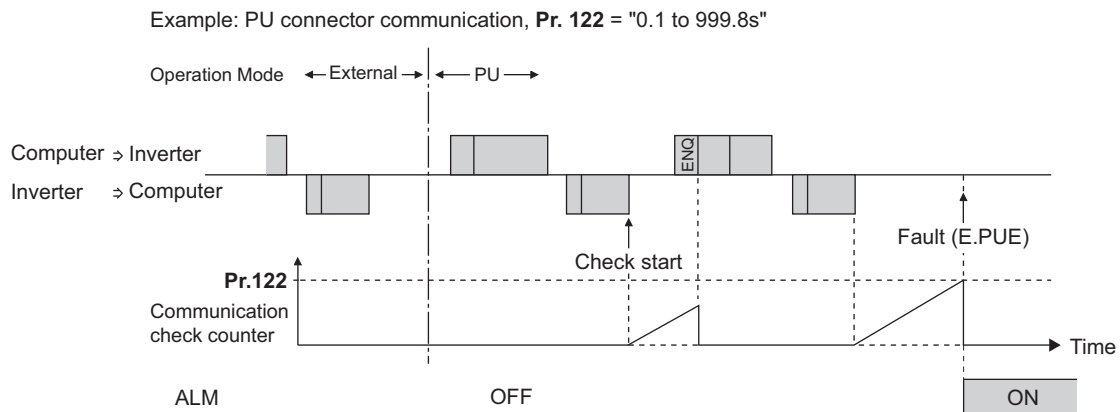 Example: PU connector communication, Pr. 122 = "0.1 to 999.8s"
Operation Mode External PU
Computer ⇒ Inverter
ENQ
Inverter ⇒ Computer
Fault (E.PUE)
Check start
Pr.122
Communication
check counter
Time
ALM OFF ON